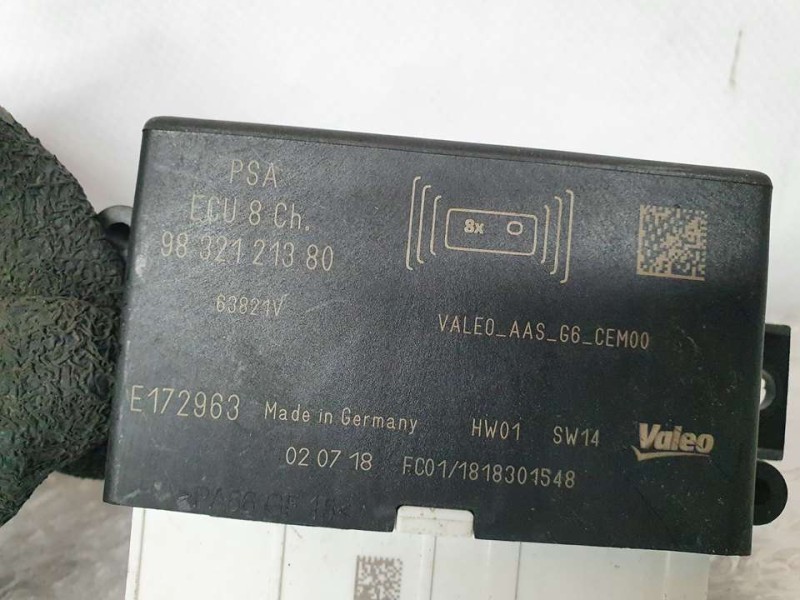 PSA
ECU 8 Ch.
98 321 213 80
8x
63821V
VALEO_AAS_G6_CEM00
E172963 Made in Germany HW01 SW14 Valeo
02 07 18 FC01/1818301548